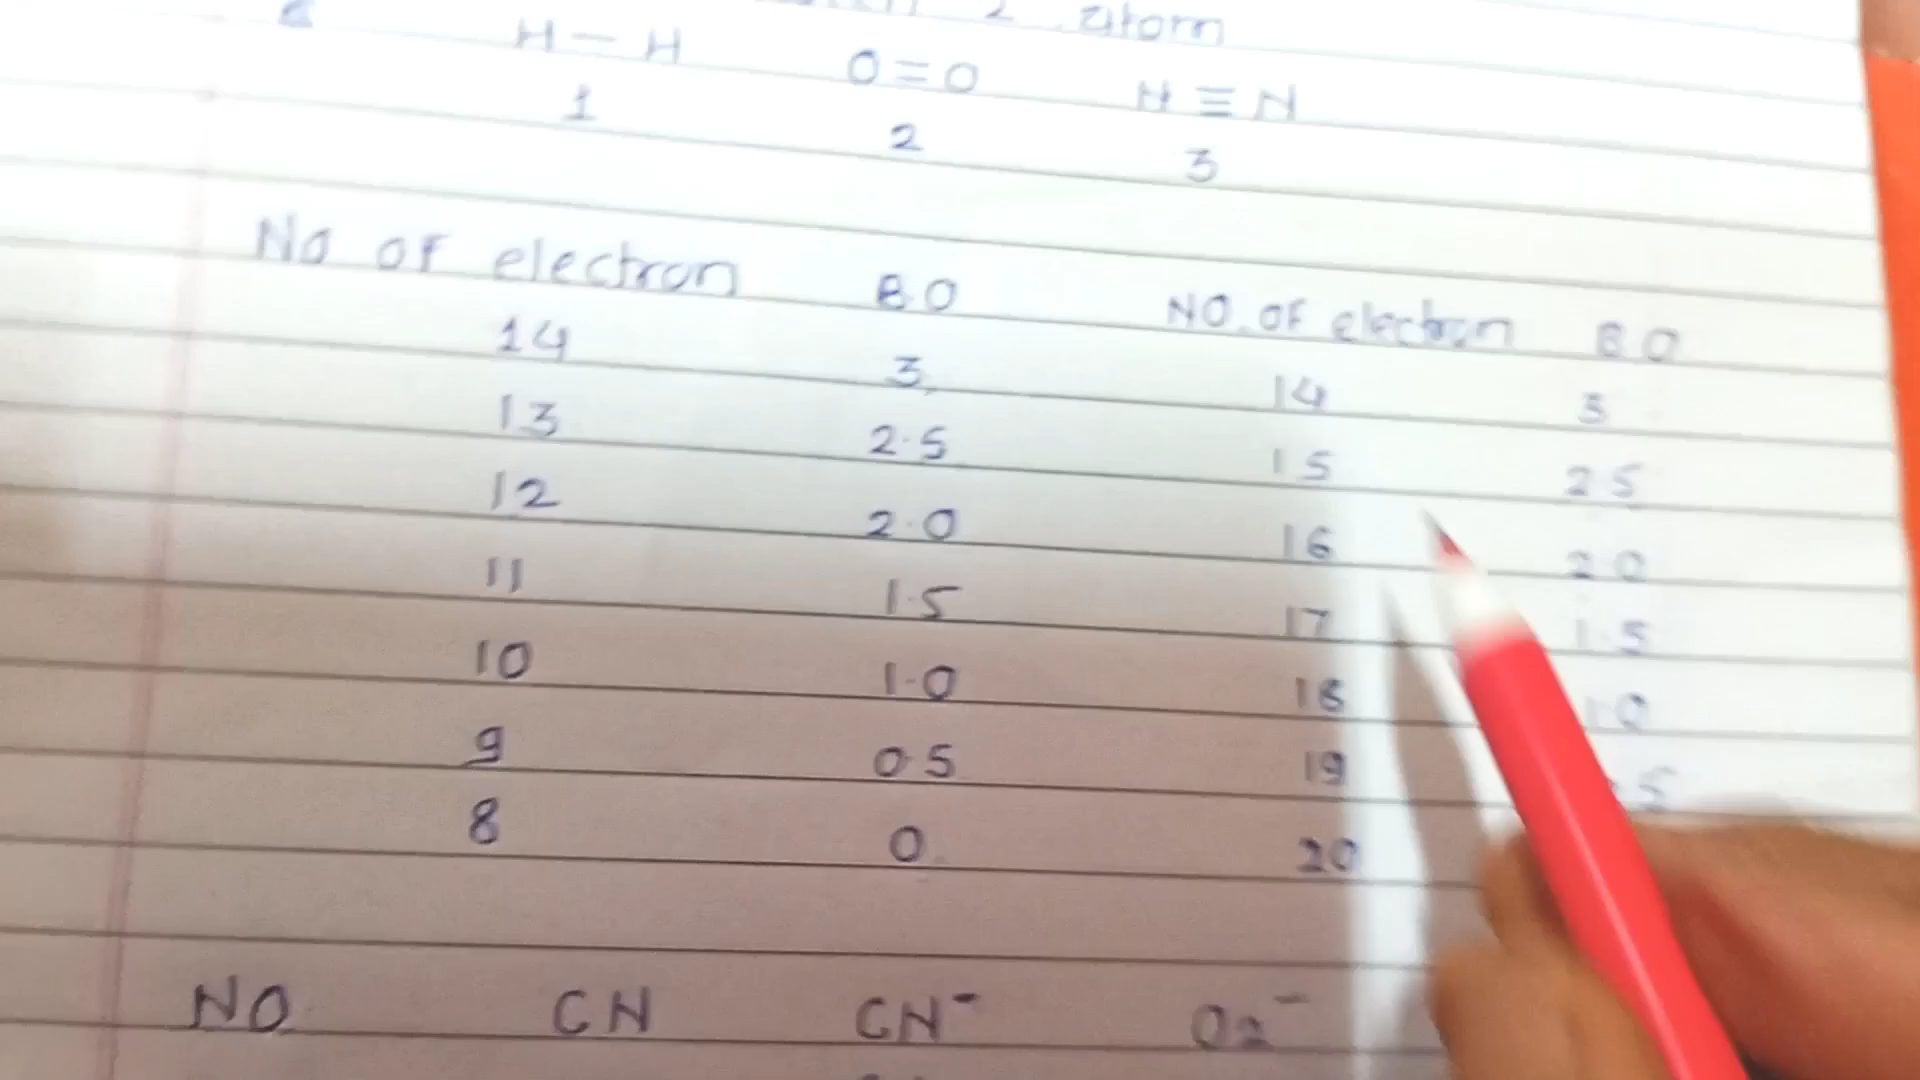 2 atom
H-H O=O N≡N
1 2 3
No of electron B.O NO. OF electron B O
14 3 14 3
13 2.5 15 2 5
12 2.0 16 2 0
11 1.5 17 1.5
10 1.0 18 1.0
9 0.5 19 5
8 0 20
NO CN CN⁻ O₂⁻